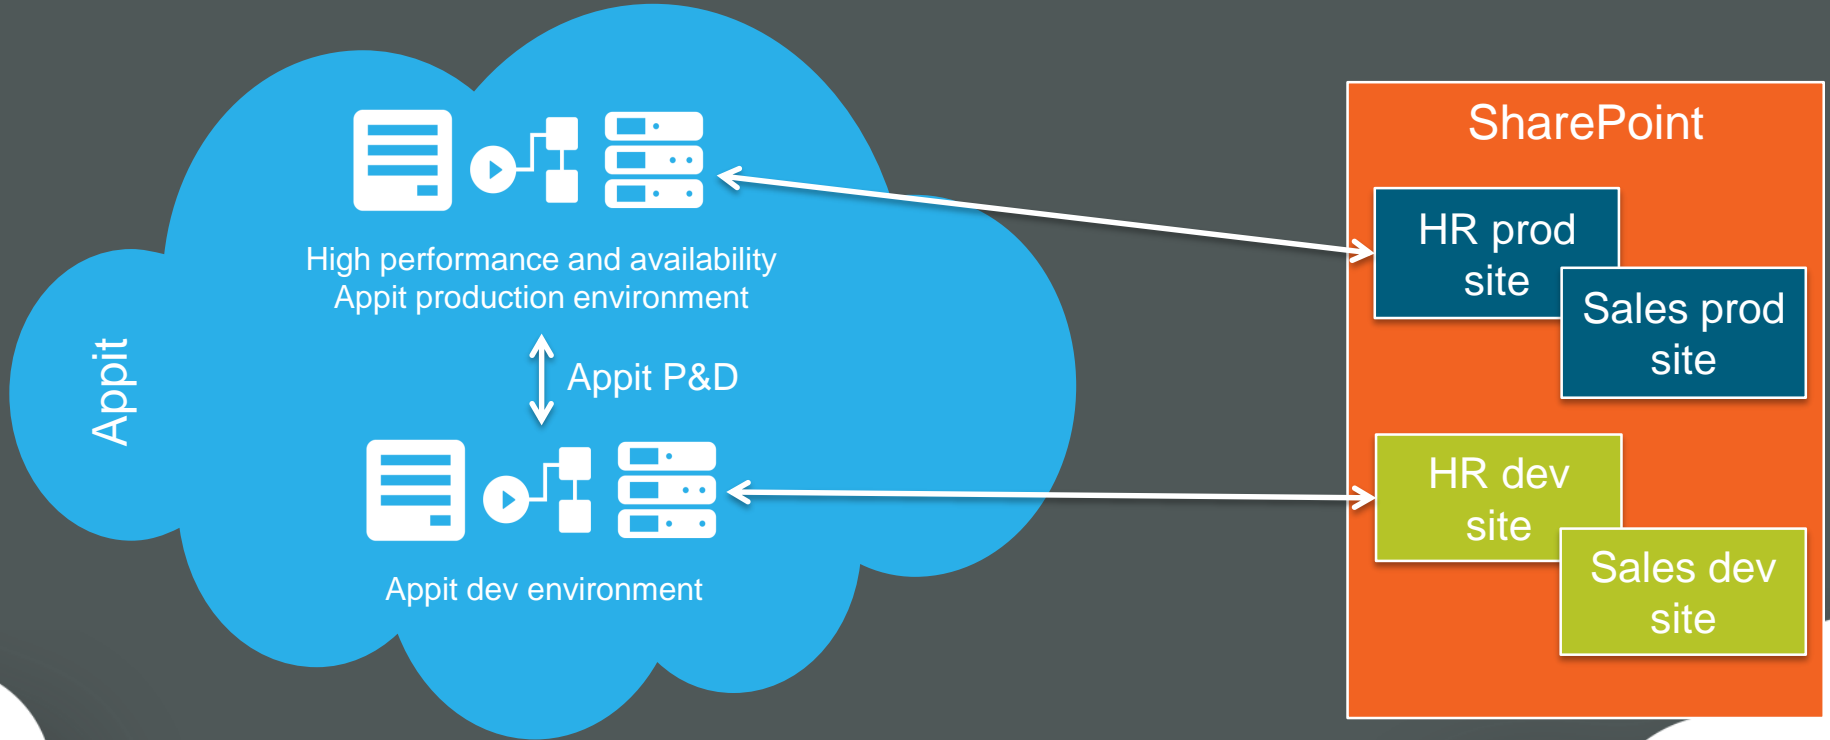 Appit
High performance and availability
Appit production environment
Appit P&D
Appit dev environment
SharePoint
HR prod
site
Sales prod
site
HR dev
site
Sales dev
site